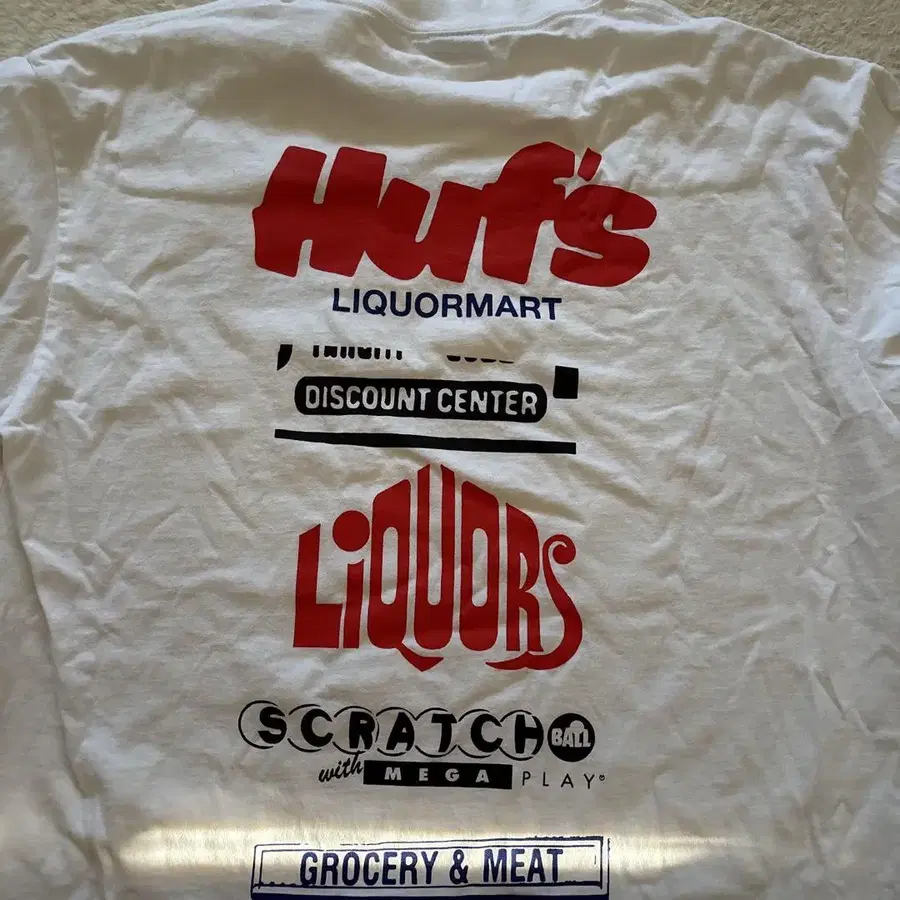 Huf's
LIQUORMART
DISCOUNT CENTER
LIQUORS
SCRATCH BALL
with MEGA PLAY®
GROCERY & MEAT